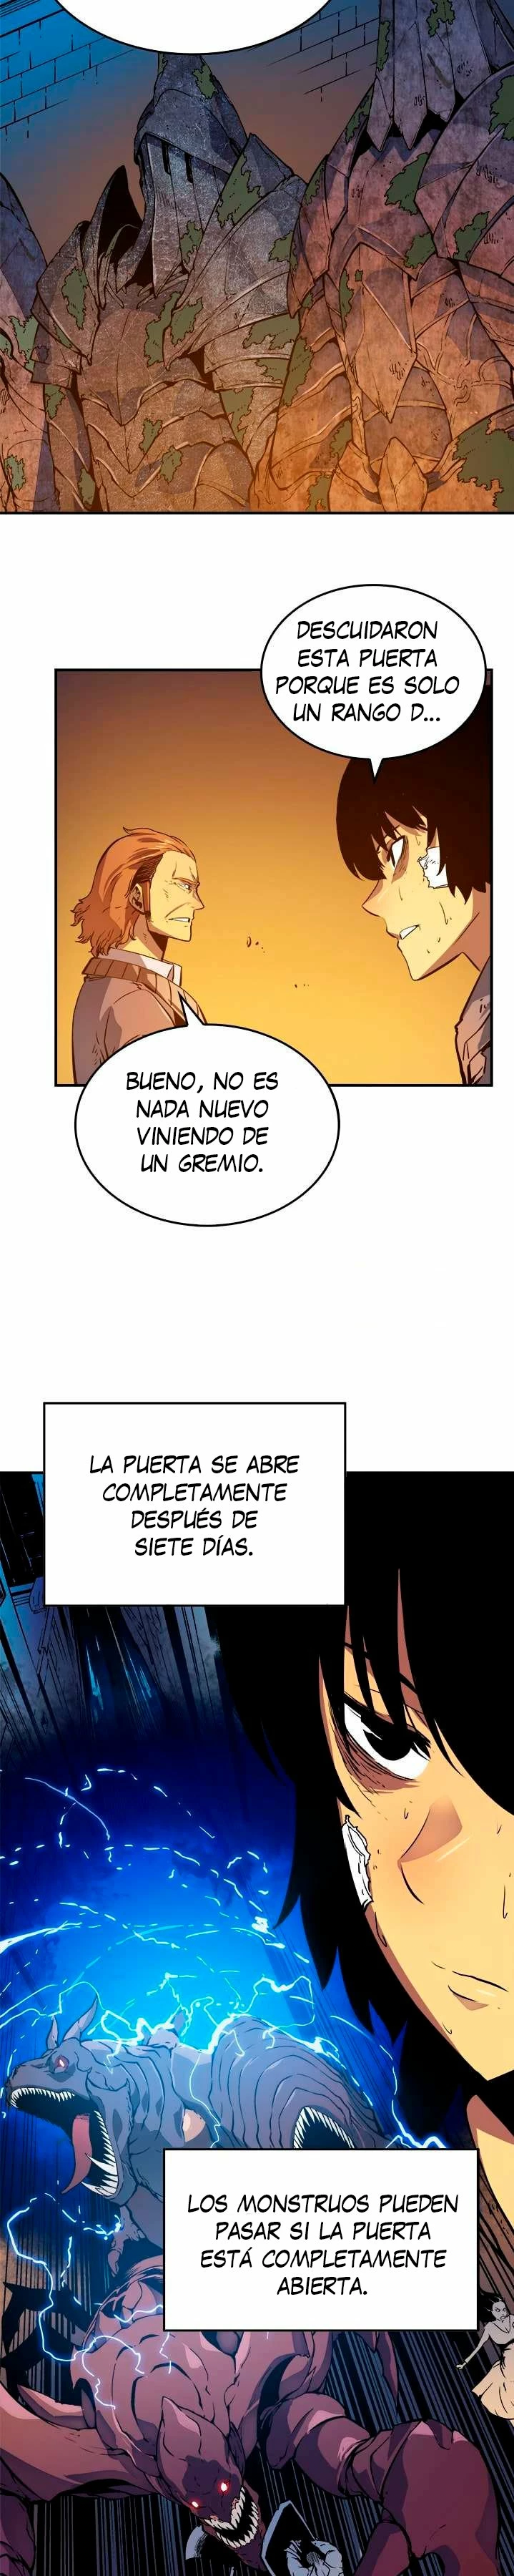 DESCUIDARON
ESTA PUERTA
PORQUE ES SOLO
UN RANGO D...
BUENO, NO ES
NADA NUEVO
VINIENDO DE
UN GREMIO.
LA PUERTA SE ABRE
COMPLETAMENTE
DESPUÉS DE
SIETE DÍAS.
LOS MONSTRUOS PUEDEN
PASAR SI LA PUERTA
ESTÁ COMPLETAMENTE
ABIERTA.